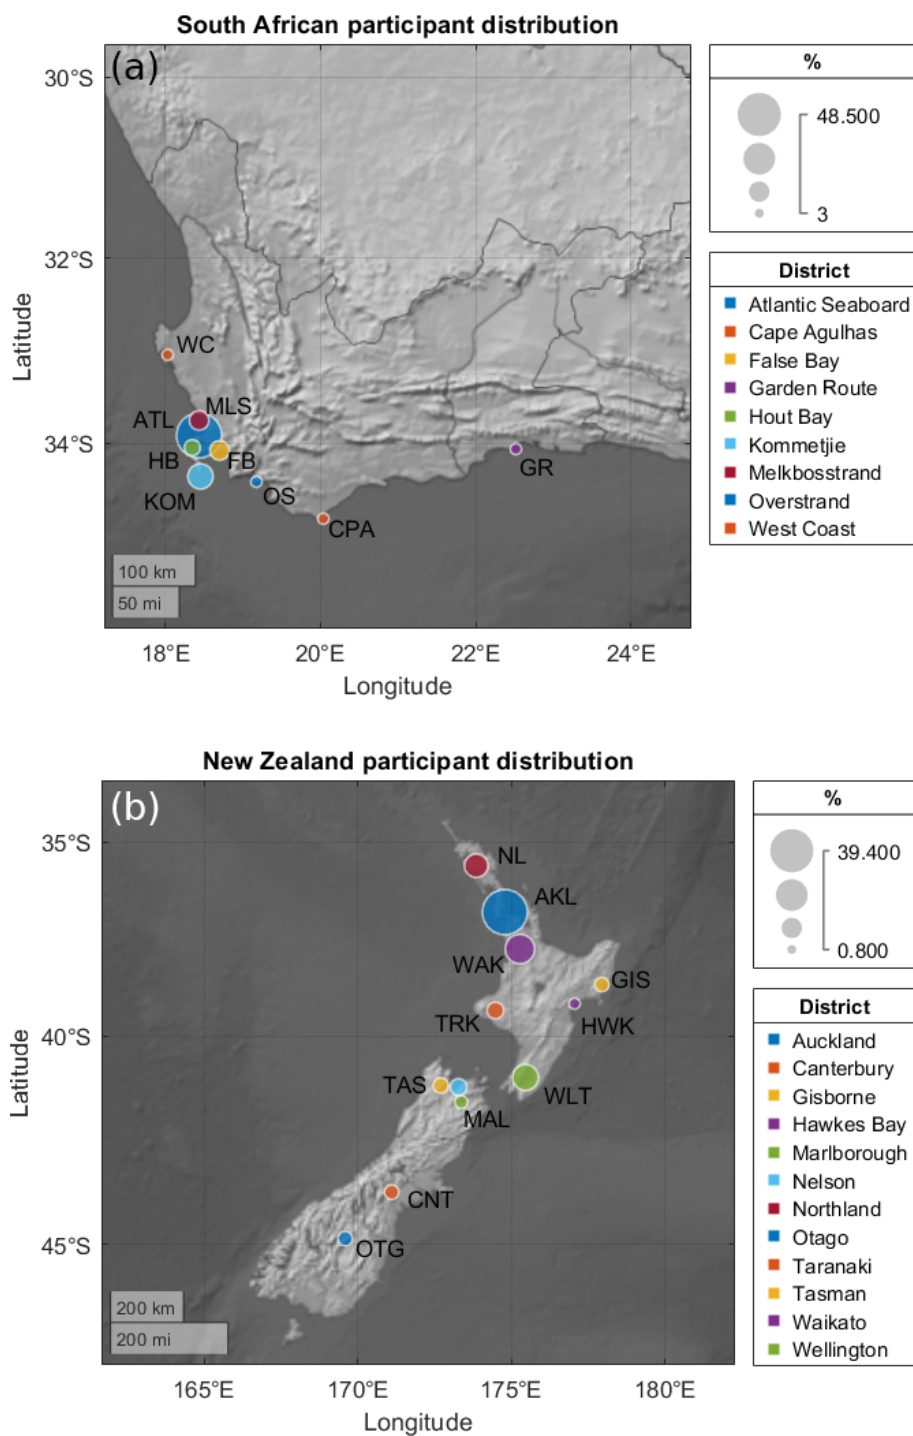 South African participant distribution
(a)
30°S
32°S
34°S
Latitude
WC
MLS
ATL
HB
FB
KOM
OS
CPA
GR
100 km
50 mi
18°E
20°E
22°E
24°E
Longitude
%
48.500
3
District
Atlantic Seaboard
Cape Agulhas
False Bay
Garden Route
Hout Bay
Kommetjie
Melkbosstrand
Overstrand
West Coast
New Zealand participant distribution
(b)
35°S
40°S
45°S
Latitude
NL
AKL
WAK
GIS
TRK
HWK
TAS
WLT
MAL
CNT
OTG
200 km
200 mi
165°E
170°E
175°E
180°E
Longitude
%
39.400
0.800
District
Auckland
Canterbury
Gisborne
Hawkes Bay
Marlborough
Nelson
Northland
Otago
Taranaki
Tasman
Waikato
Wellington